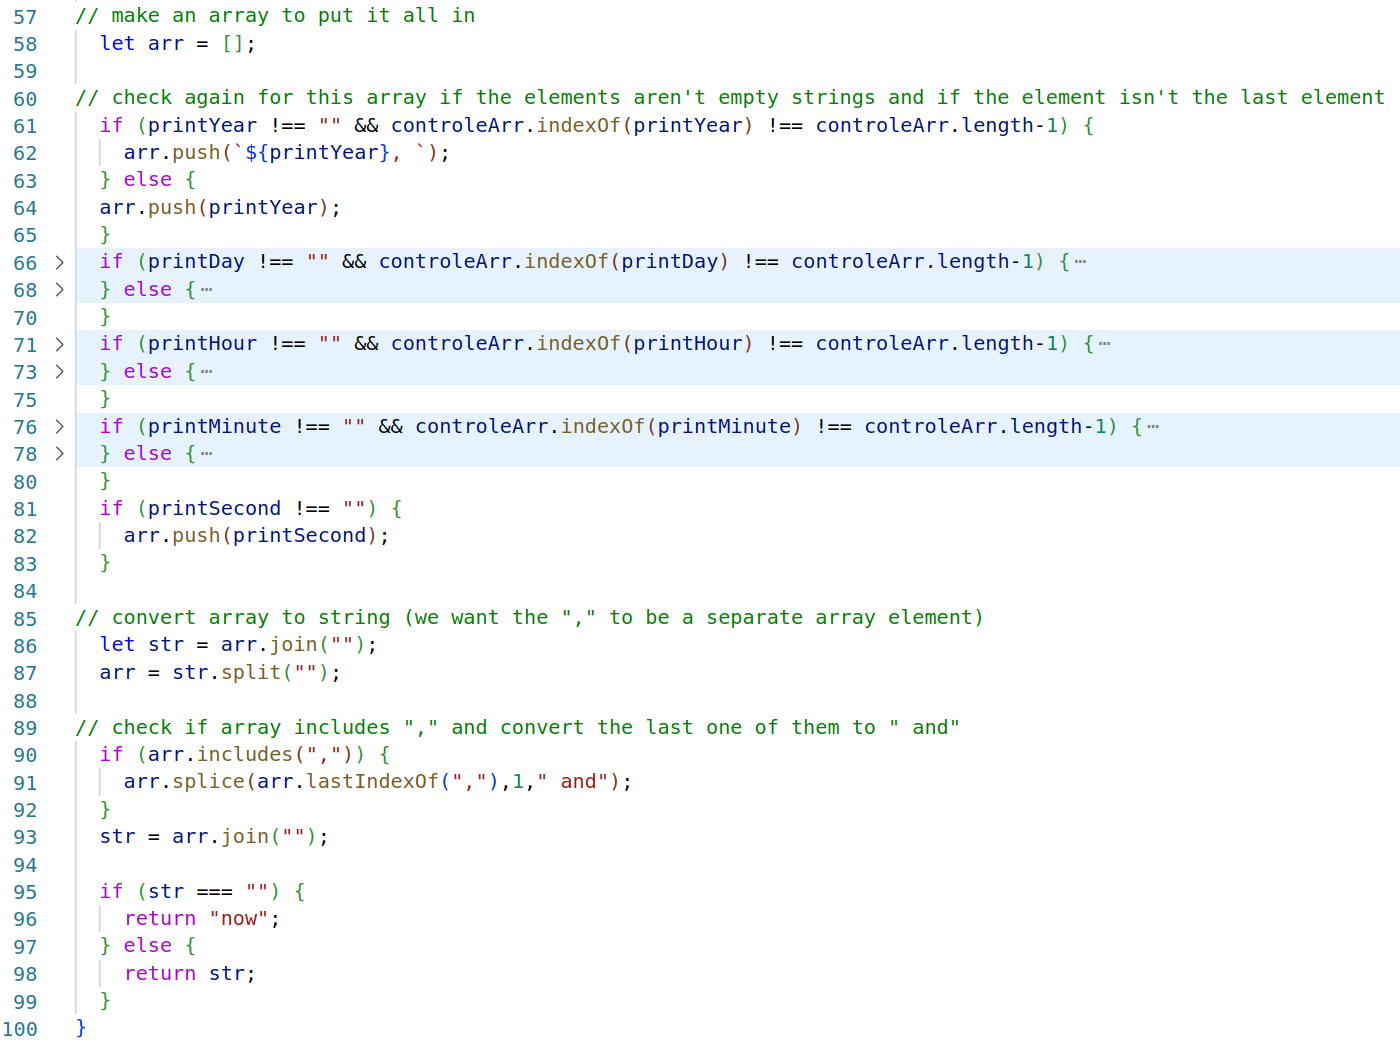 57 // make an array to put it all in
58 let arr = [];
59
60 // check again for this array if the elements aren't empty strings and if the element isn't the last element
61 if (printYear !== "" && controleArr.indexOf(printYear) !== controleArr.length-1) {
62 arr.push(`${printYear}, `);
63 } else {
64 arr.push(printYear);
65 }
66 > if (printDay !== "" && controleArr.indexOf(printDay) !== controleArr.length-1) {⋯
68 > } else {⋯
70 }
71 > if (printHour !== "" && controleArr.indexOf(printHour) !== controleArr.length-1) {⋯
73 > } else {⋯
75 }
76 > if (printMinute !== "" && controleArr.indexOf(printMinute) !== controleArr.length-1) {⋯
78 > } else {⋯
80 }
81 if (printSecond !== "") {
82 arr.push(printSecond);
83 }
84
85 // convert array to string (we want the "," to be a separate array element)
86 let str = arr.join("");
87 arr = str.split("");
88
89 // check if array includes "," and convert the last one of them to " and"
90 if (arr.includes(",")) {
91 arr.splice(arr.lastIndexOf(","),1," and");
92 }
93 str = arr.join("");
94
95 if (str === "") {
96 return "now";
97 } else {
98 return str;
99 }
100 }